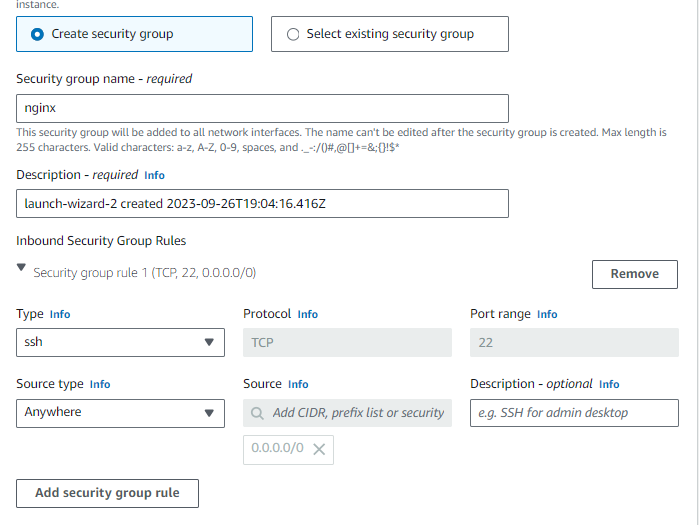 instance.
Create security group
Select existing security group
Security group name - required
nginx
This security group will be added to all network interfaces. The name can't be edited after the security group is created. Max length is
255 characters. Valid characters: a-z, A-Z, 0-9, spaces, and ._-:/()#,@[]+=&;{}!$*
Description - required Info
launch-wizard-2 created 2023-09-26T19:04:16.416Z
Inbound Security Group Rules
Security group rule 1 (TCP, 22, 0.0.0.0/0)
Remove
Type Info
Protocol Info
Port range Info
ssh
TCP
22
Source type Info
Source Info
Description - optional Info
Anywhere
Add CIDR, prefix list or security
e.g. SSH for admin desktop
0.0.0.0/0
Add security group rule